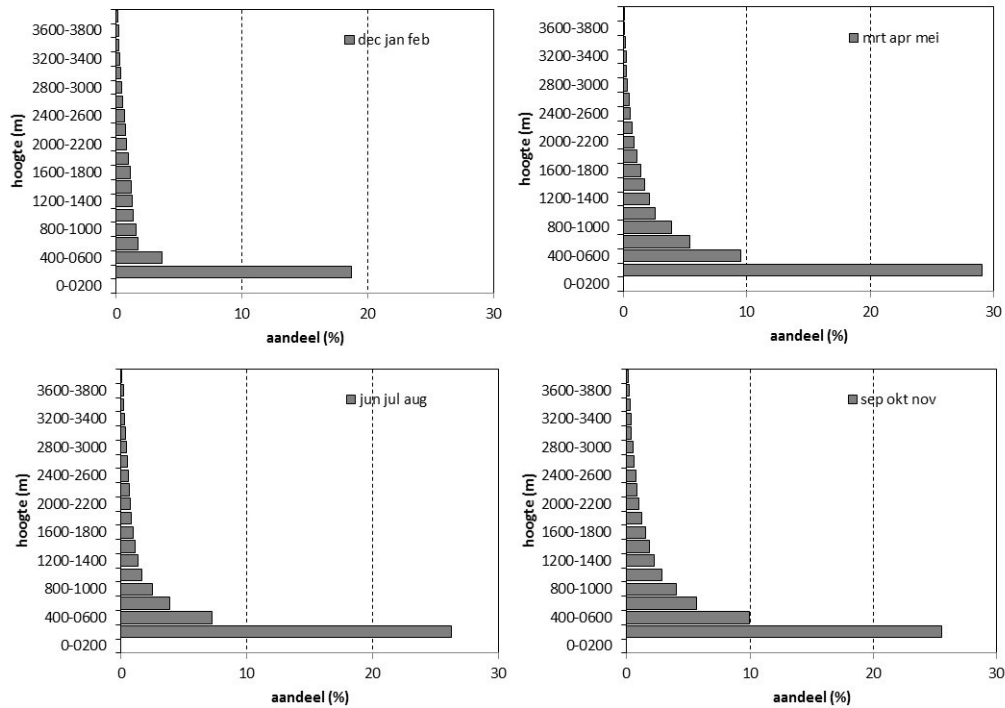 dec jan feb
hoogte (m)
3600-3800
3200-3400
2800-3000
2400-2600
2000-2200
1600-1800
1200-1400
800-1000
400-0600
0-0200
0 10 20 30
aandeel (%)
mrt apr mei
hoogte (m)
3600-3800
3200-3400
2800-3000
2400-2600
2000-2200
1600-1800
1200-1400
800-1000
400-0600
0-0200
0 10 20 30
aandeel (%)
jun jul aug
hoogte (m)
3600-3800
3200-3400
2800-3000
2400-2600
2000-2200
1600-1800
1200-1400
800-1000
400-0600
0-0200
0 10 20 30
aandeel (%)
sep okt nov
hoogte (m)
3600-3800
3200-3400
2800-3000
2400-2600
2000-2200
1600-1800
1200-1400
800-1000
400-0600
0-0200
0 10 20 30
aandeel (%)